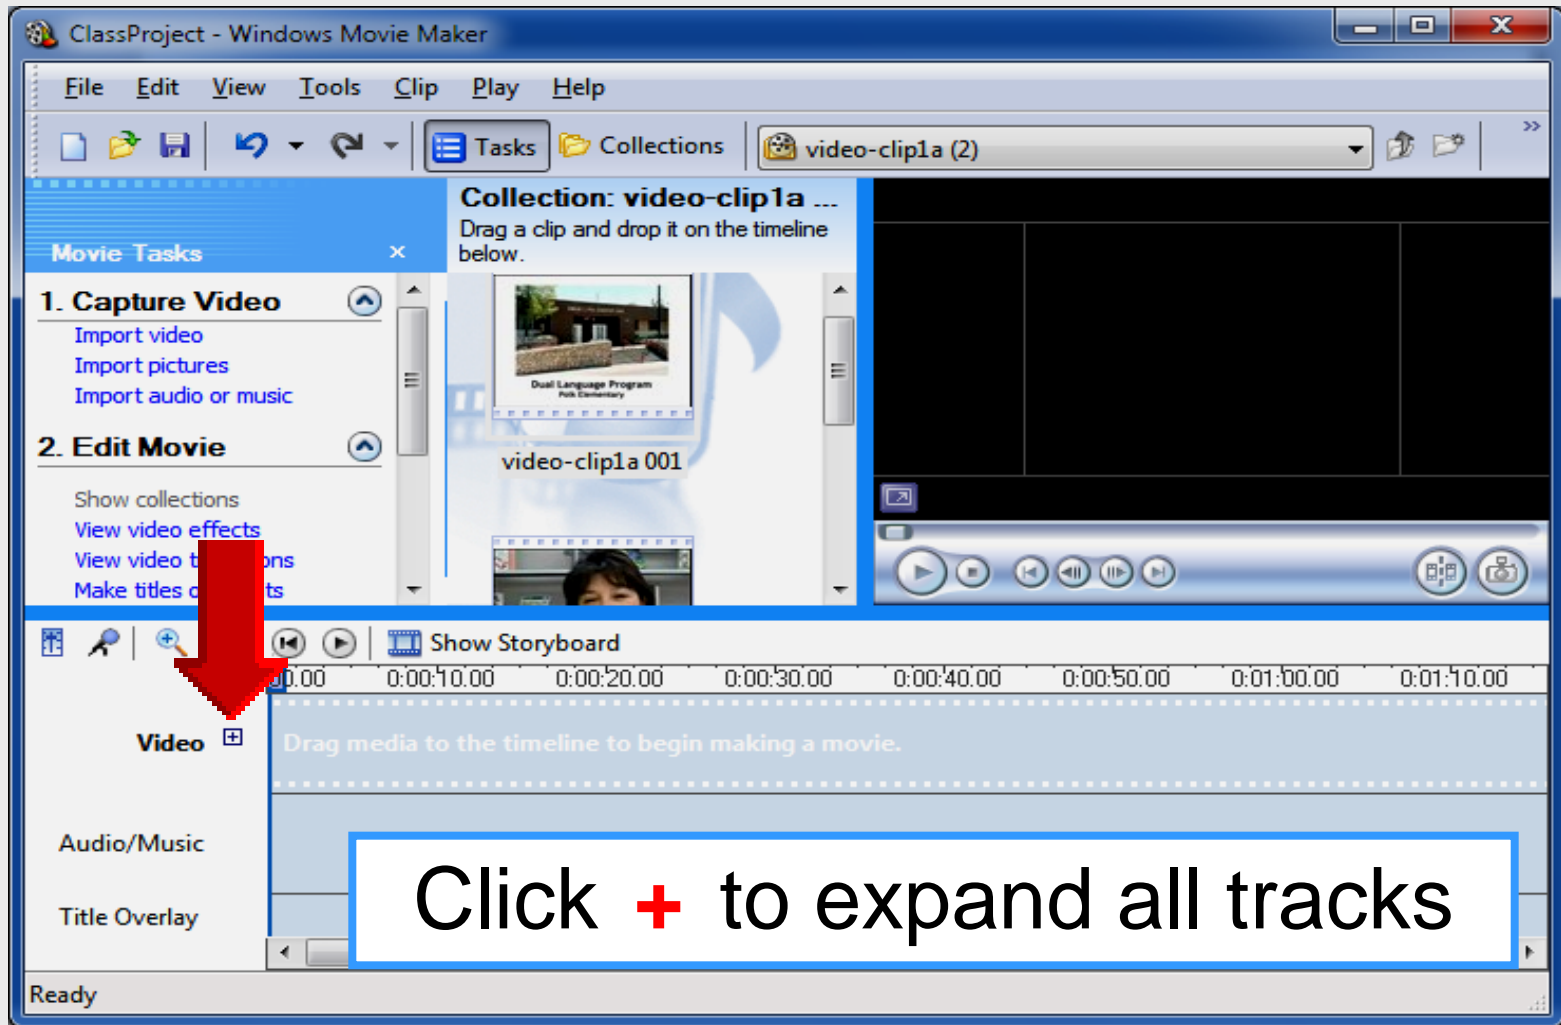 ClassProject - Windows Movie Maker
File Edit View Tools Clip Play Help
Tasks Collections video-clip1a (2)
Movie Tasks
1. Capture Video
Import video
Import pictures
Import audio or music
2. Edit Movie
Show collections
View video effects
View video
Make titles
Collection: video-clip1a ...
Drag a clip and drop it on the timeline
below.
Dual Language Program
Polk Elementary
video-clip1a 001
Show Storyboard
0:00:10.00 0:00:20.00 0:00:30.00 0:00:40.00 0:00:50.00 0:01:00.00 0:01:10.00
Video
Drag media to the timeline to begin making a movie.
Audio/Music
Title Overlay
Click + to expand all tracks
Ready